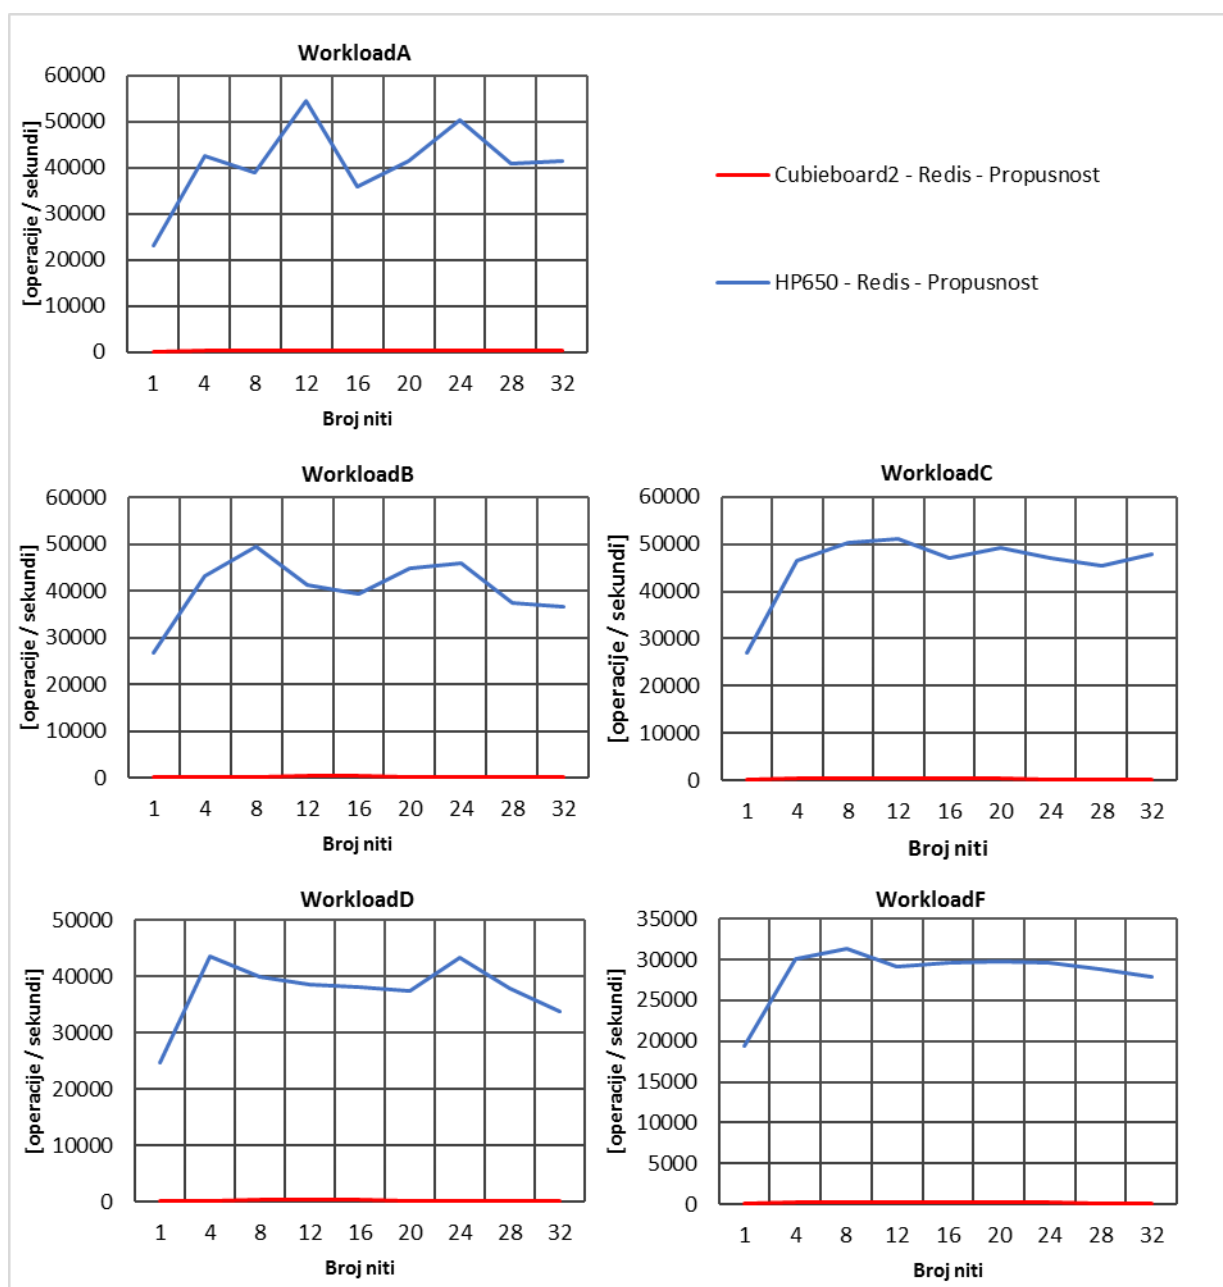 WorkloadA
[operacije / sekundi]
60000
50000
40000
30000
20000
10000
0
1 4 8 12 16 20 24 28 32
Broj niti
Cubieboard2 - Redis - Propusnost
HP650 - Redis - Propusnost
WorkloadB
[operacije / sekundi]
60000
50000
40000
30000
20000
10000
0
1 4 8 12 16 20 24 28 32
Broj niti
WorkloadC
[operacije / sekundi]
60000
50000
40000
30000
20000
10000
0
1 4 8 12 16 20 24 28 32
Broj niti
WorkloadD
[operacije / sekundi]
50000
40000
30000
20000
10000
0
1 4 8 12 16 20 24 28 32
Broj niti
WorkloadF
[operacije / sekundi]
35000
30000
25000
20000
15000
10000
5000
0
1 4 8 12 16 20 24 28 32
Broj niti